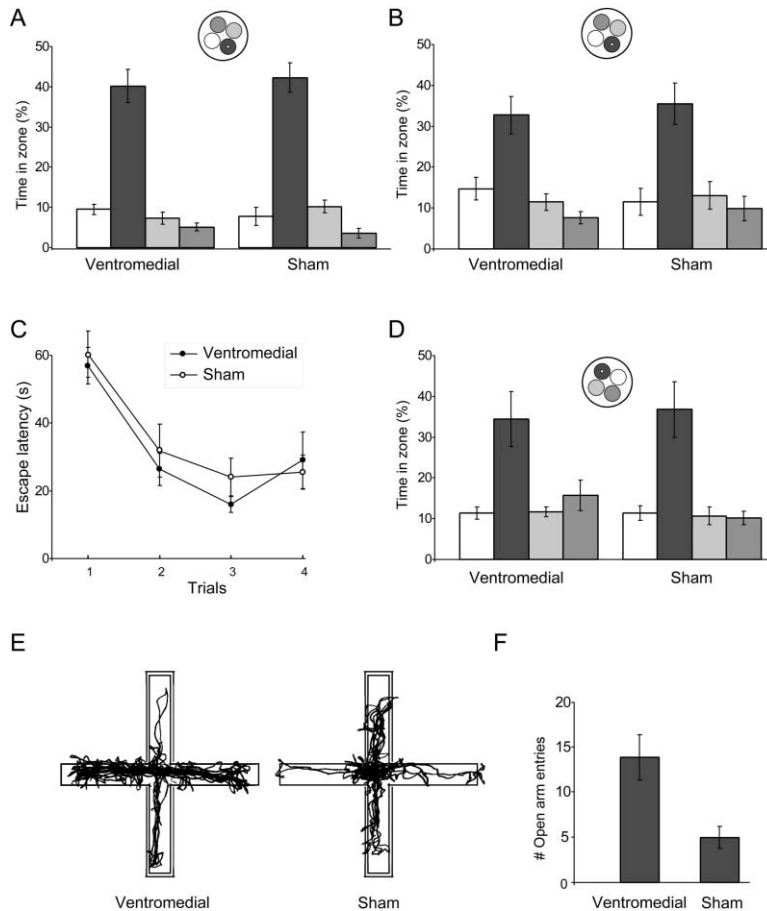 A
Time in zone (%)
50
40
30
20
10
0
Ventromedial Sham
B
Time in zone (%)
50
40
30
20
10
0
Ventromedial Sham
C
Escape latency (s)
60
40
20
0
Ventromedial
Sham
1 2 3 4
Trials
D
Time in zone (%)
50
40
30
20
10
0
Ventromedial Sham
E
Ventromedial Sham
F
# Open arm entries
20
15
10
5
0
Ventromedial Sham